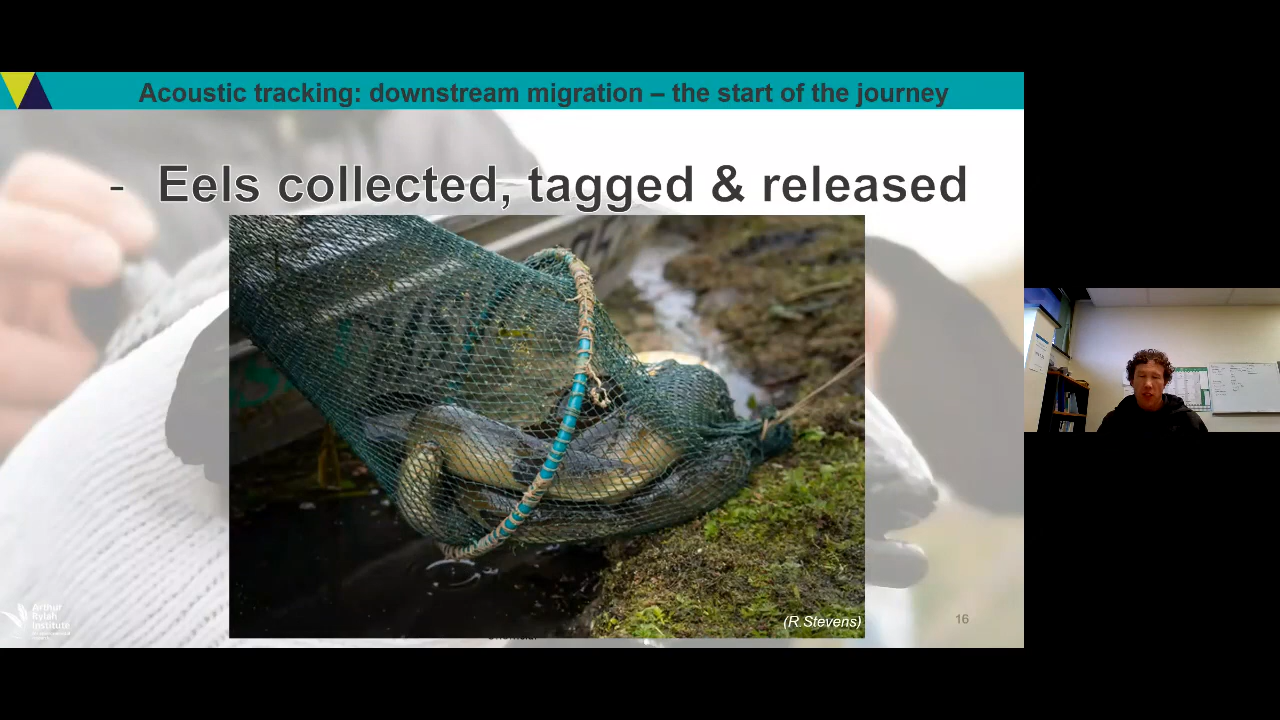 Acoustic tracking: downstream migration – the start of the journey
- Eels collected, tagged & released
(R.Stevens)
16
Arthur
Rylah
Institute